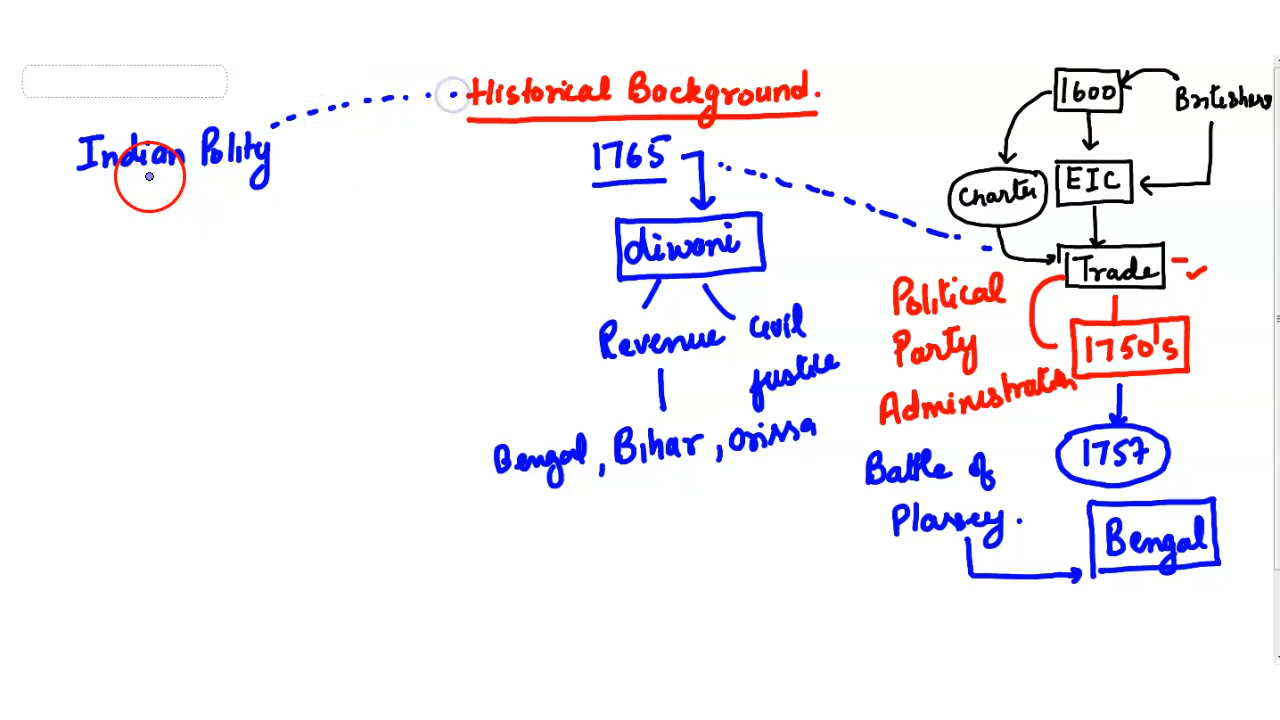 Historical Background.
Indian Polity
1765
diwani
Revenue
Civil
justice
Bengal, Bihar, Orissa
1600
Britishers
Charter
EIC
Trade
Political
Party
Administration
1750's
1757
Battle of
Plassey.
Bengal